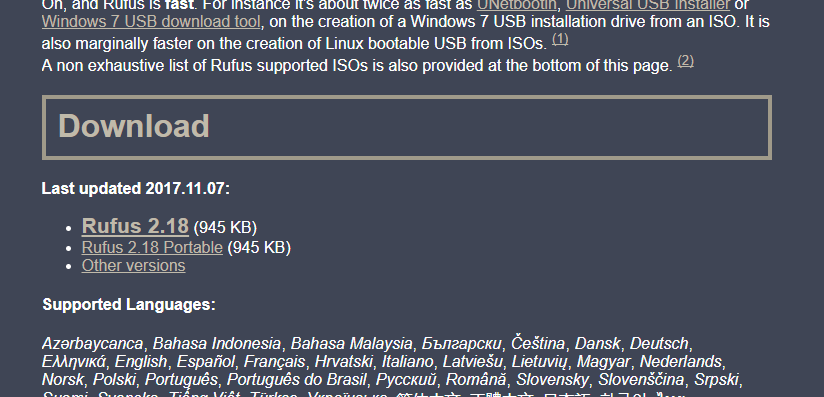 Oh, and Rufus is fast. For instance it's about twice as fast as UNetbootin, Universal USB Installer or
Windows 7 USB download tool, on the creation of a Windows 7 USB installation drive from an ISO. It is
also marginally faster on the creation of Linux bootable USB from ISOs. (1)
A non exhaustive list of Rufus supported ISOs is also provided at the bottom of this page. (2)
Download
Last updated 2017.11.07:
• Rufus 2.18 (945 KB)
• Rufus 2.18 Portable (945 KB)
• Other versions
Supported Languages:
Azərbaycanca, Bahasa Indonesia, Bahasa Malaysia, Български, Čeština, Dansk, Deutsch,
Ελληνικά, English, Español, Français, Hrvatski, Italiano, Latviešu, Lietuvių, Magyar, Nederlands,
Norsk, Polski, Português, Português do Brasil, Русский, Română, Slovensky, Slovenščina, Srpski,